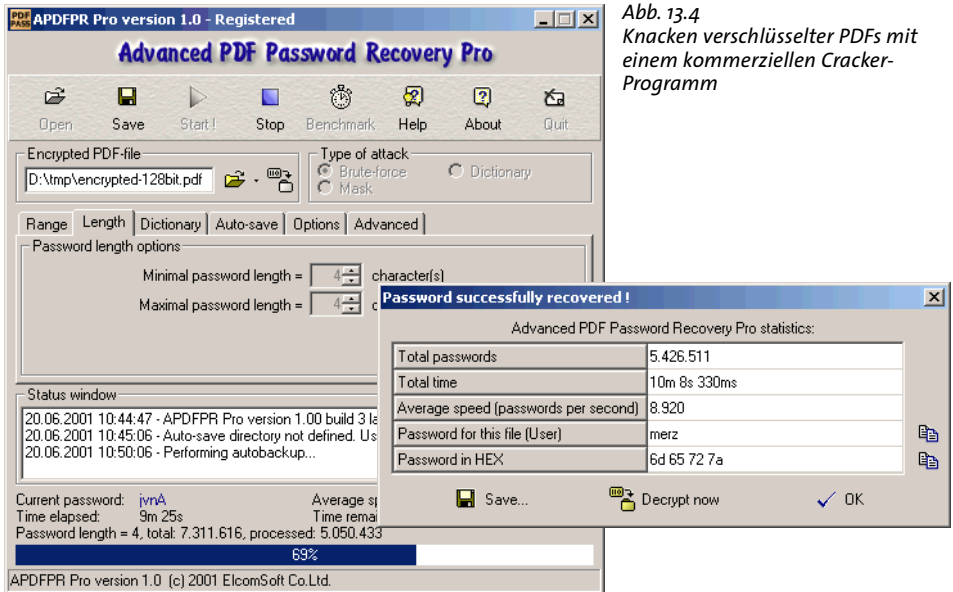 APDFPR Pro version 1.0 - Registered
Advanced PDF Password Recovery Pro
Open Save Start! Stop Benchmark Help About Quit
Encrypted PDF-file
D:\tmp\encrypted-128bit.pdf
Type of attack
Brute-force Dictionary
Mask
Range Length Dictionary Auto-save Options Advanced
Password length options
Minimal password length = 4 character(s)
Maximal password length = 4 c
Status window
20.06.2001 10:44:47 - APDFPR Pro version 1.00 build 3 la
20.06.2001 10:45:06 - Auto-save directory not defined. Us
20.06.2001 10:50:06 - Performing autobackup...
Current password: jvnA Average sp
Time elapsed: 9m 25s Time remai
Password length = 4, total: 7.311.616, processed: 5.050.433
69%
APDFPR Pro version 1.0 (c) 2001 ElcomSoft Co.Ltd.
Password successfully recovered !
Advanced PDF Password Recovery Pro statistics:
Total passwords 5.426.511
Total time 10m 8s 330ms
Average speed (passwords per second) 8.920
Password for this file (User) merz
Password in HEX 6d 65 72 7a
Save... Decrypt now OK
Abb. 13.4
Knacken verschlüsselter PDFs mit
einem kommerziellen Cracker-
Programm